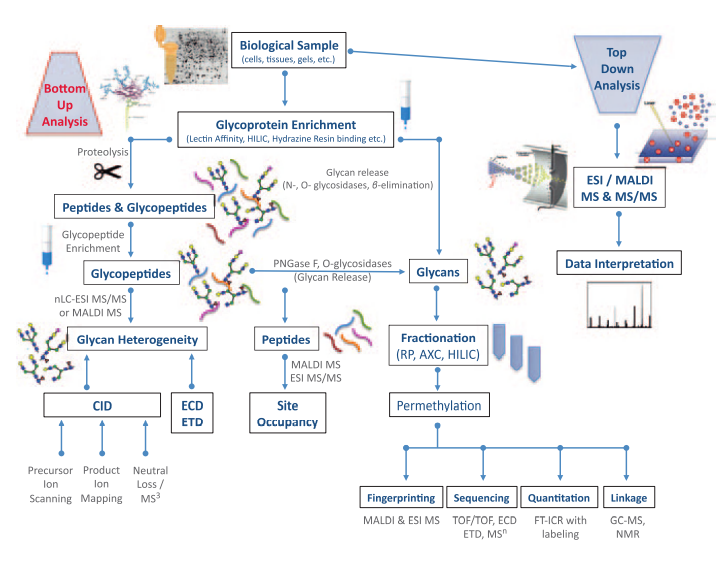 Biological Sample
(cells, tissues, gels, etc.)
Bottom
Up
Analysis
Top
Down
Analysis
Glycoprotein Enrichment
(Lectin Affinity, HILIC, Hydrazine Resin binding etc.)
Proteolysis
Glycan release
(N-, O- glycosidases, β-elimination)
ESI / MALDI
MS & MS/MS
Peptides & Glycopeptides
Glycopeptide
Enrichment
Glycopeptides
PNGase F, O-glycosidases
(Glycan Release)
Glycans
Data Interpretation
nLC-ESI MS/MS
or MALDI MS
Glycan Heterogeneity
Peptides
Fractionation
(RP, AXC, HILIC)
MALDI MS
ESI MS/MS
CID
ECD
ETD
Site
Occupancy
Permethylation
Precursor
Ion
Scanning
Product
Ion
Mapping
Neutral
Loss /
MS³
Fingerprinting
Sequencing
Quantitation
Linkage
MALDI & ESI MS
TOF/TOF, ECD
ETD, MSⁿ
FT-ICR with
labeling
GC-MS,
NMR